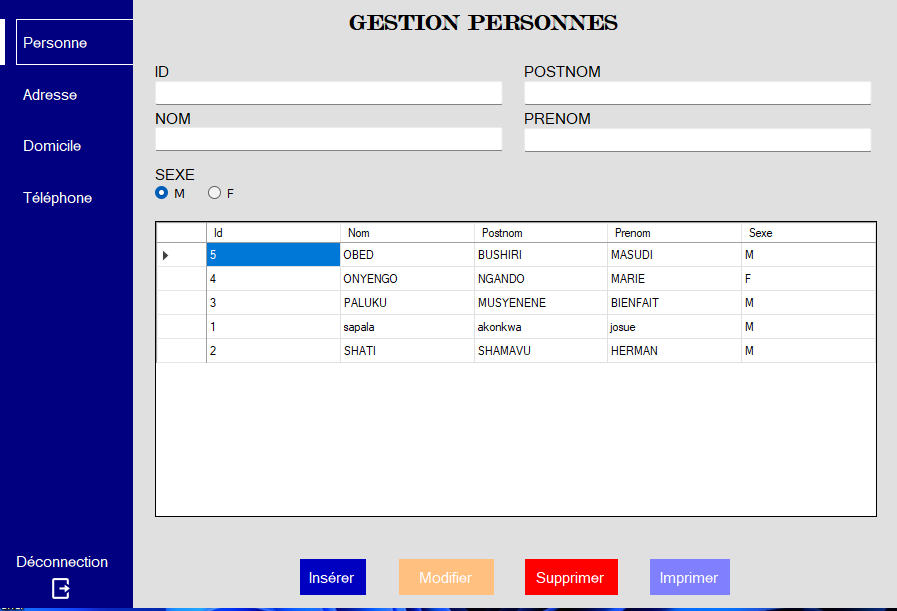 GESTION PERSONNES
Personne
Adresse
Domicile
Téléphone
ID
POSTNOM
NOM
PRENOM
SEXE
M F
Id Nom Postnom Prenom Sexe
5 OBED BUSHIRI MASUDI M
4 ONYENGO NGANDO MARIE F
3 PALUKU MUSYENENE BIENFAIT M
1 sapala akonkwa josue M
2 SHATI SHAMAVU HERMAN M
Déconnection
Insérer Modifier Supprimer Imprimer